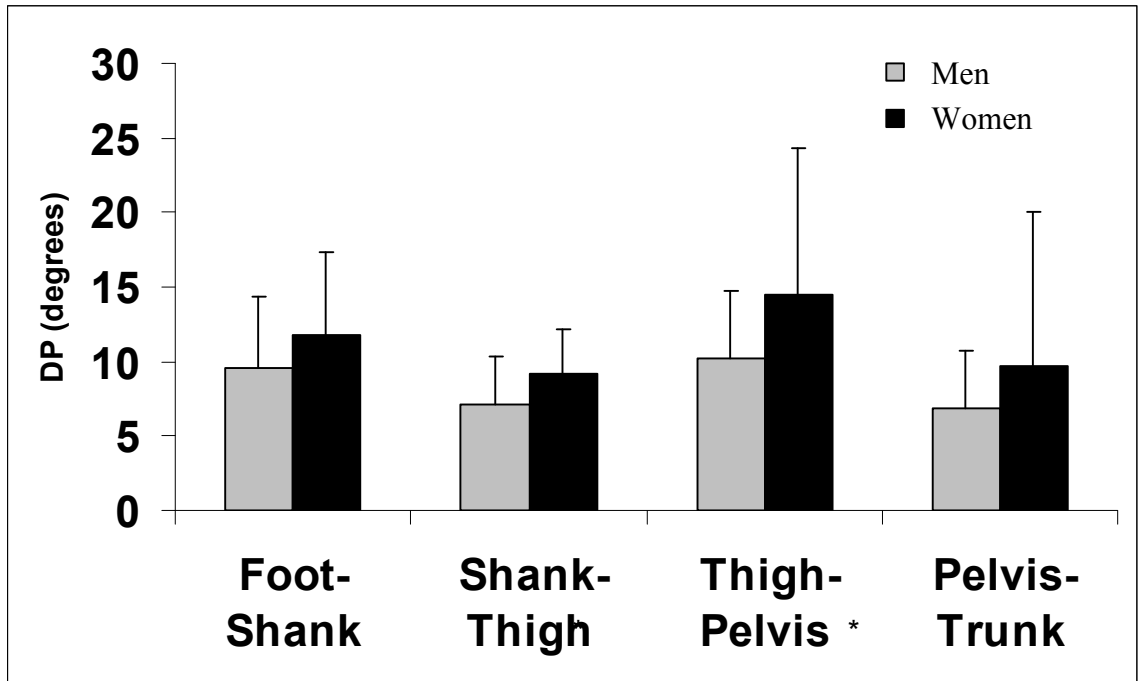 30
Men
Women
25
20
15
10
5
0
DP (degrees)
Foot-
Shank
Shank-
Thigh*
Thigh-
Pelvis *
Pelvis-
Trunk